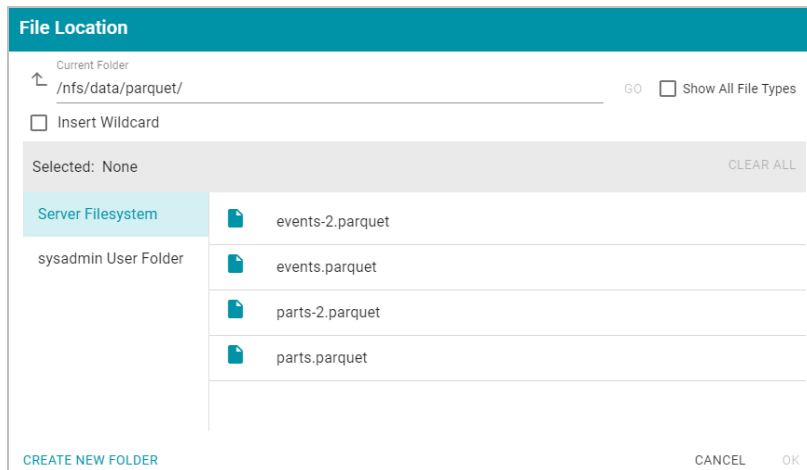 File Location
Current Folder
/nfs/data/parquet/
GO
Show All File Types
Insert Wildcard
Selected: None
CLEAR ALL
Server Filesystem
sysadmin User Folder
events-2.parquet
events.parquet
parts-2.parquet
parts.parquet
CREATE NEW FOLDER
CANCEL
OK